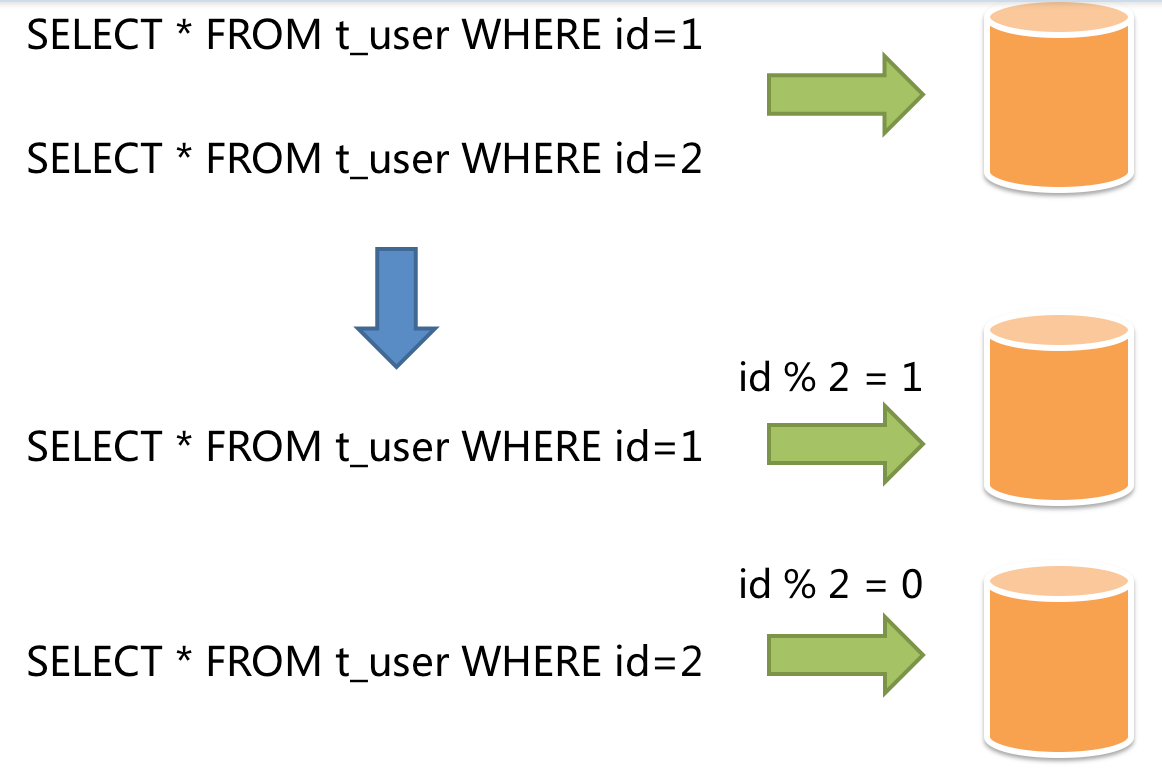 SELECT * FROM t_user WHERE id=1
SELECT * FROM t_user WHERE id=2
id % 2 = 1
SELECT * FROM t_user WHERE id=1
id % 2 = 0
SELECT * FROM t_user WHERE id=2